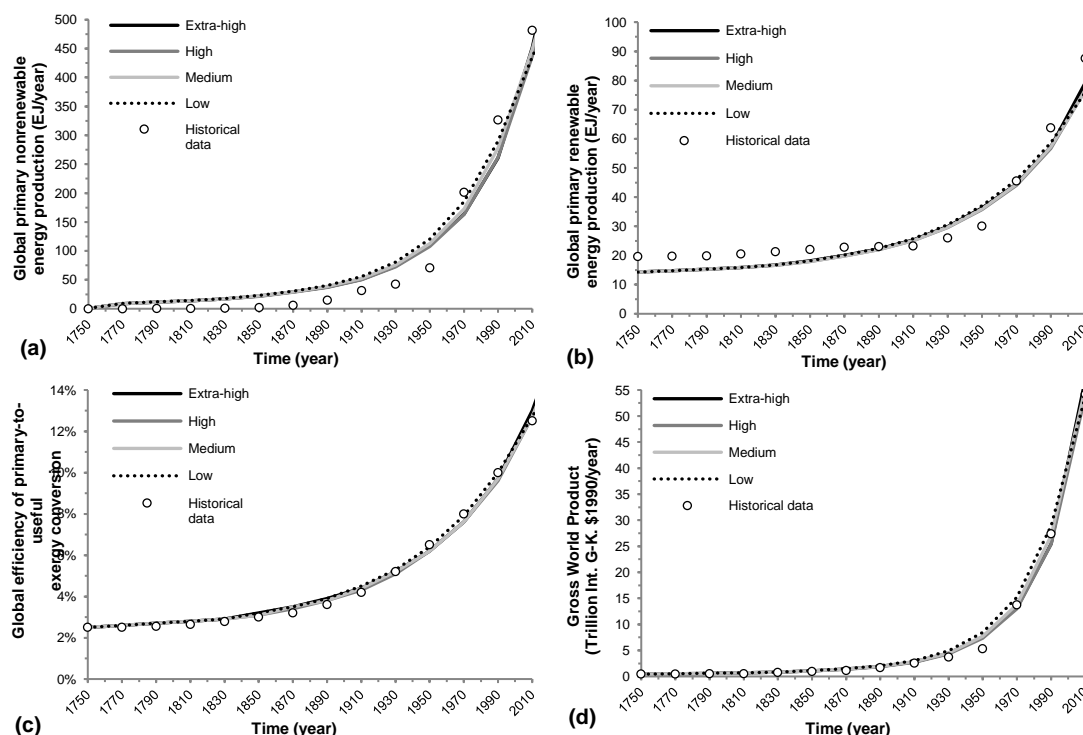 Global primary nonrenewable
energy production (EJ/year)
500
450
400
350
300
250
200
150
100
50
0
Extra-high
High
Medium
Low
Historical
data
1750
1770
1790
1810
1830
1850
1870
1890
1910
1930
1950
1970
1990
2010
(a)
Time (year)
Global primary renewable
energy production (EJ/year)
100
90
80
70
60
50
40
30
20
10
0
Extra-high
High
Medium
Low
Historical data
1750
1770
1790
1810
1830
1850
1870
1890
1910
1930
1950
1970
1990
2010
(b)
Time (year)
Global efficiency of primary-to-
useful
exergy conversion
14%
12%
10%
8%
6%
4%
2%
0%
Extra-high
High
Medium
Low
Historical
data
1750
1770
1790
1810
1830
1850
1870
1890
1910
1930
1950
1970
1990
2010
(c)
Time (year)
Gross World Product
(Trillion Int. G-K. $1990/year)
55
50
45
40
35
30
25
20
15
10
5
0
Extra-high
High
Medium
Low
Historical data
1750
1770
1790
1810
1830
1850
1870
1890
1910
1930
1950
1970
1990
2010
(d)
Time (year)